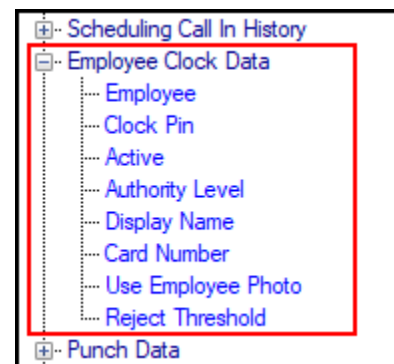 Scheduling Call In History
Employee Clock Data
Employee
Clock Pin
Active
Authority Level
Display Name
Card Number
Use Employee Photo
Reject Threshold
Punch Data